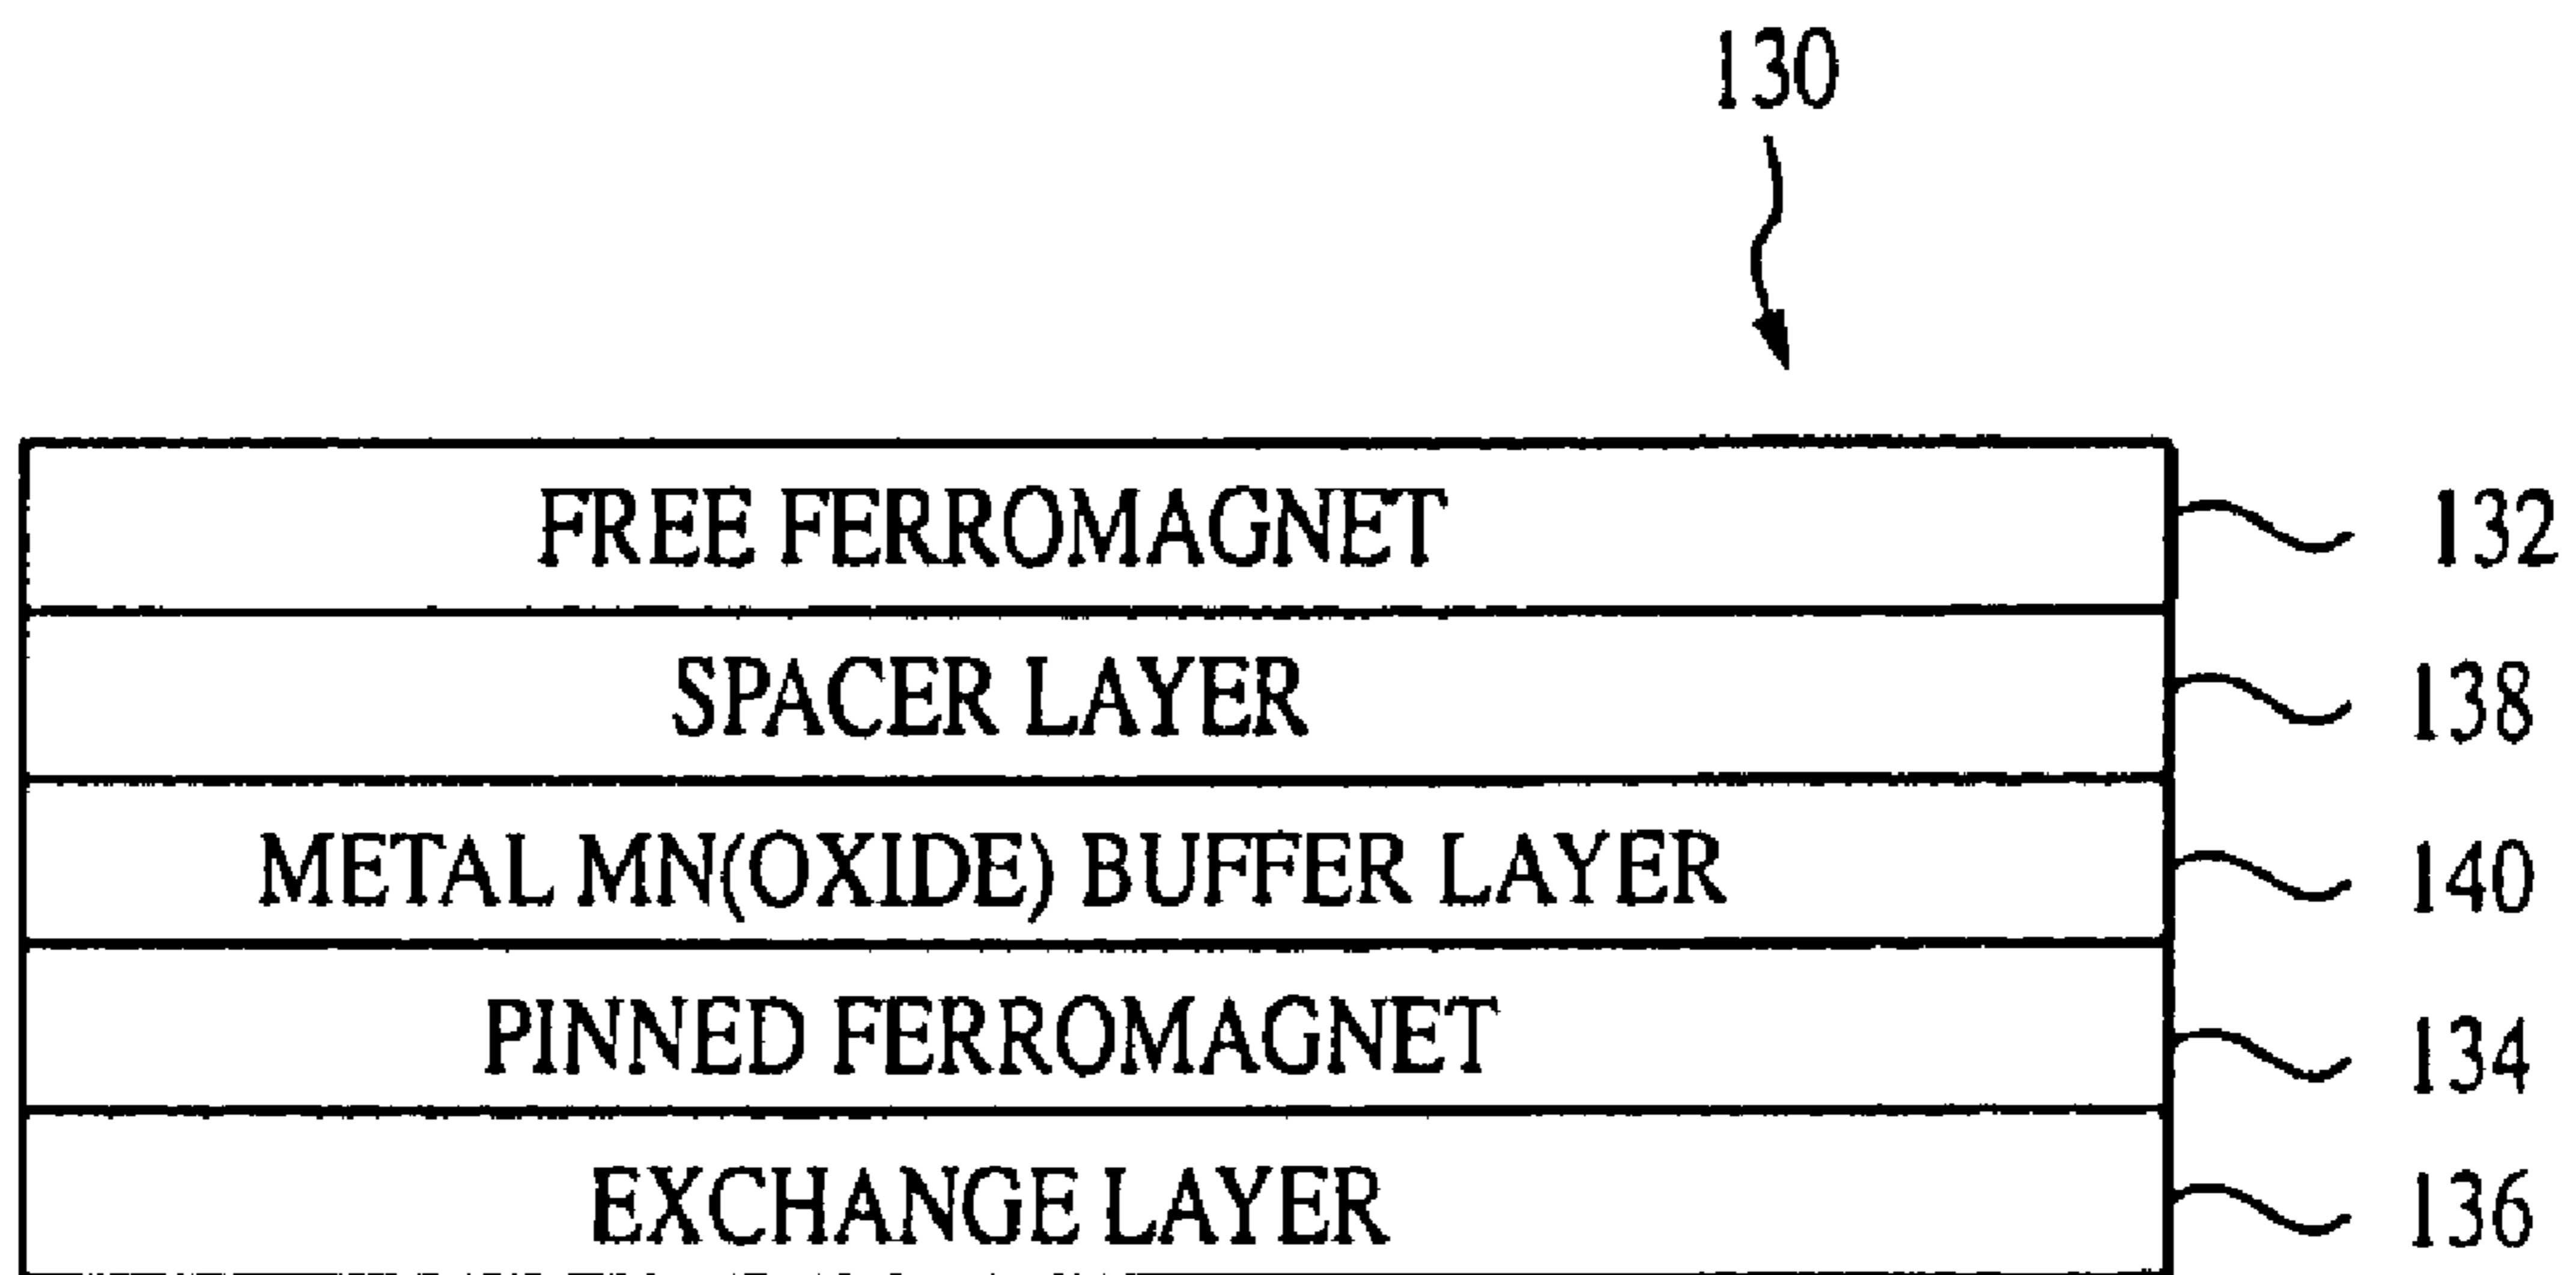 130
FREE FERROMAGNET 132
SPACER LAYER 138
METAL MN(OXIDE) BUFFER LAYER 140
PINNED FERROMAGNET 134
EXCHANGE LAYER 136